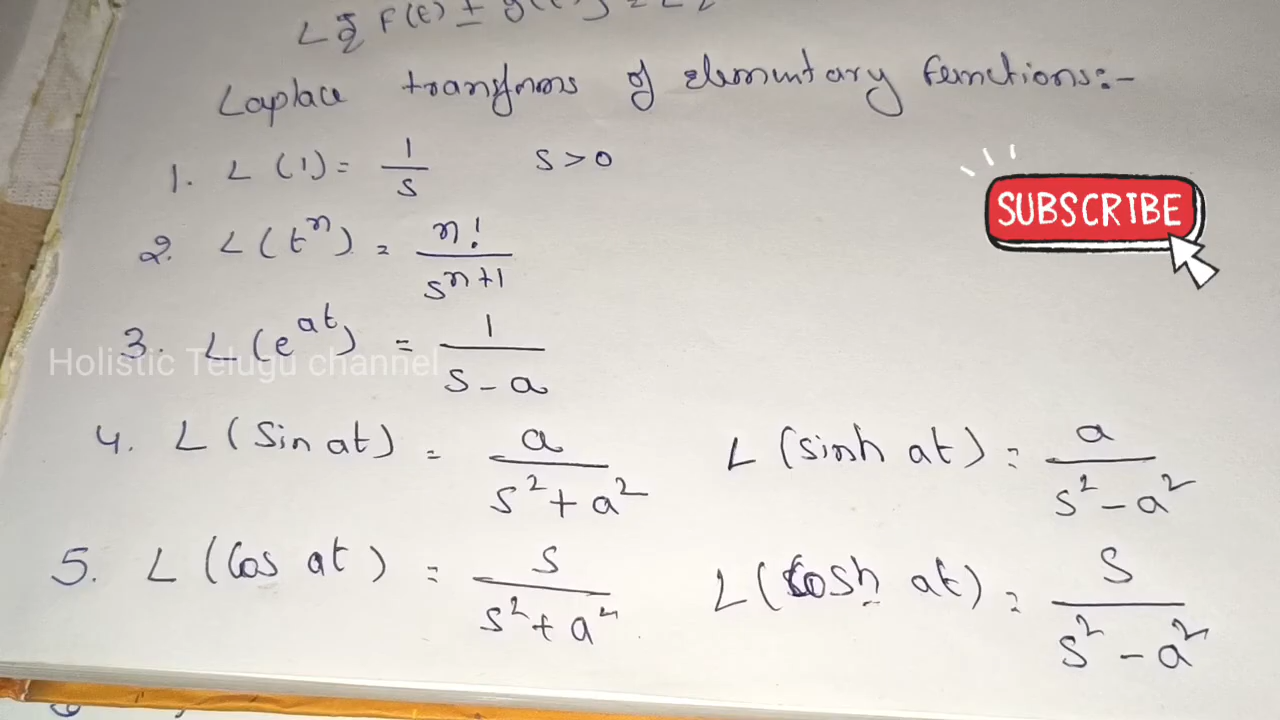 L{ F(t) ±
Laplace transforms of elementary functions:-
1. L(1) = 1/s     s > 0
SUBSCRIBE
2. L(t^n) = n!/s^(n+1)
3. L(e^at) = 1/(s-a)
Holistic Telugu channel
4. L(Sin at) = a/(s²+a²)     L(sinh at) = a/(s²-a²)
5. L(Cos at) = s/(s²+a²)     L(Cosh at) = s/(s²-a²)